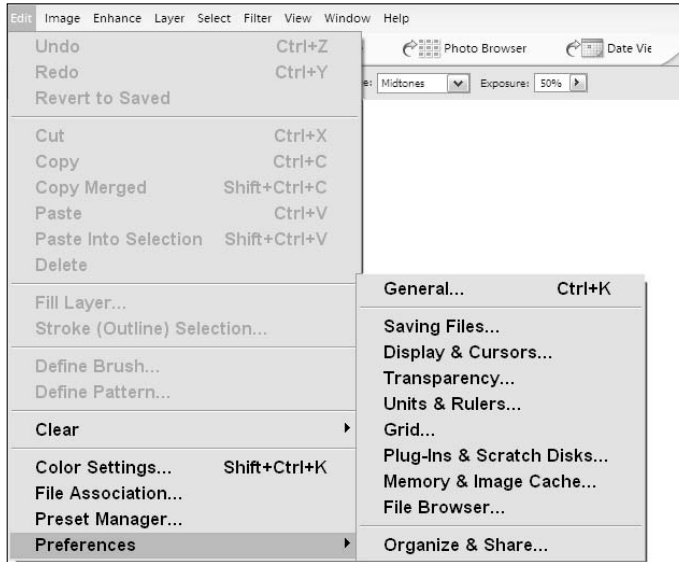 Edit Image Enhance Layer Select Filter View Window Help
Photo Browser Date Vie
Midtones Exposure: 50%
Undo Ctrl+Z
Redo Ctrl+Y
Revert to Saved
Cut Ctrl+X
Copy Ctrl+C
Copy Merged Shift+Ctrl+C
Paste Ctrl+V
Paste Into Selection Shift+Ctrl+V
Delete
Fill Layer...
Stroke (Outline) Selection...
Define Brush...
Define Pattern...
Clear
Color Settings... Shift+Ctrl+K
File Association...
Preset Manager...
Preferences
General... Ctrl+K
Saving Files...
Display & Cursors...
Transparency...
Units & Rulers...
Grid...
Plug-Ins & Scratch Disks...
Memory & Image Cache...
File Browser...
Organize & Share...